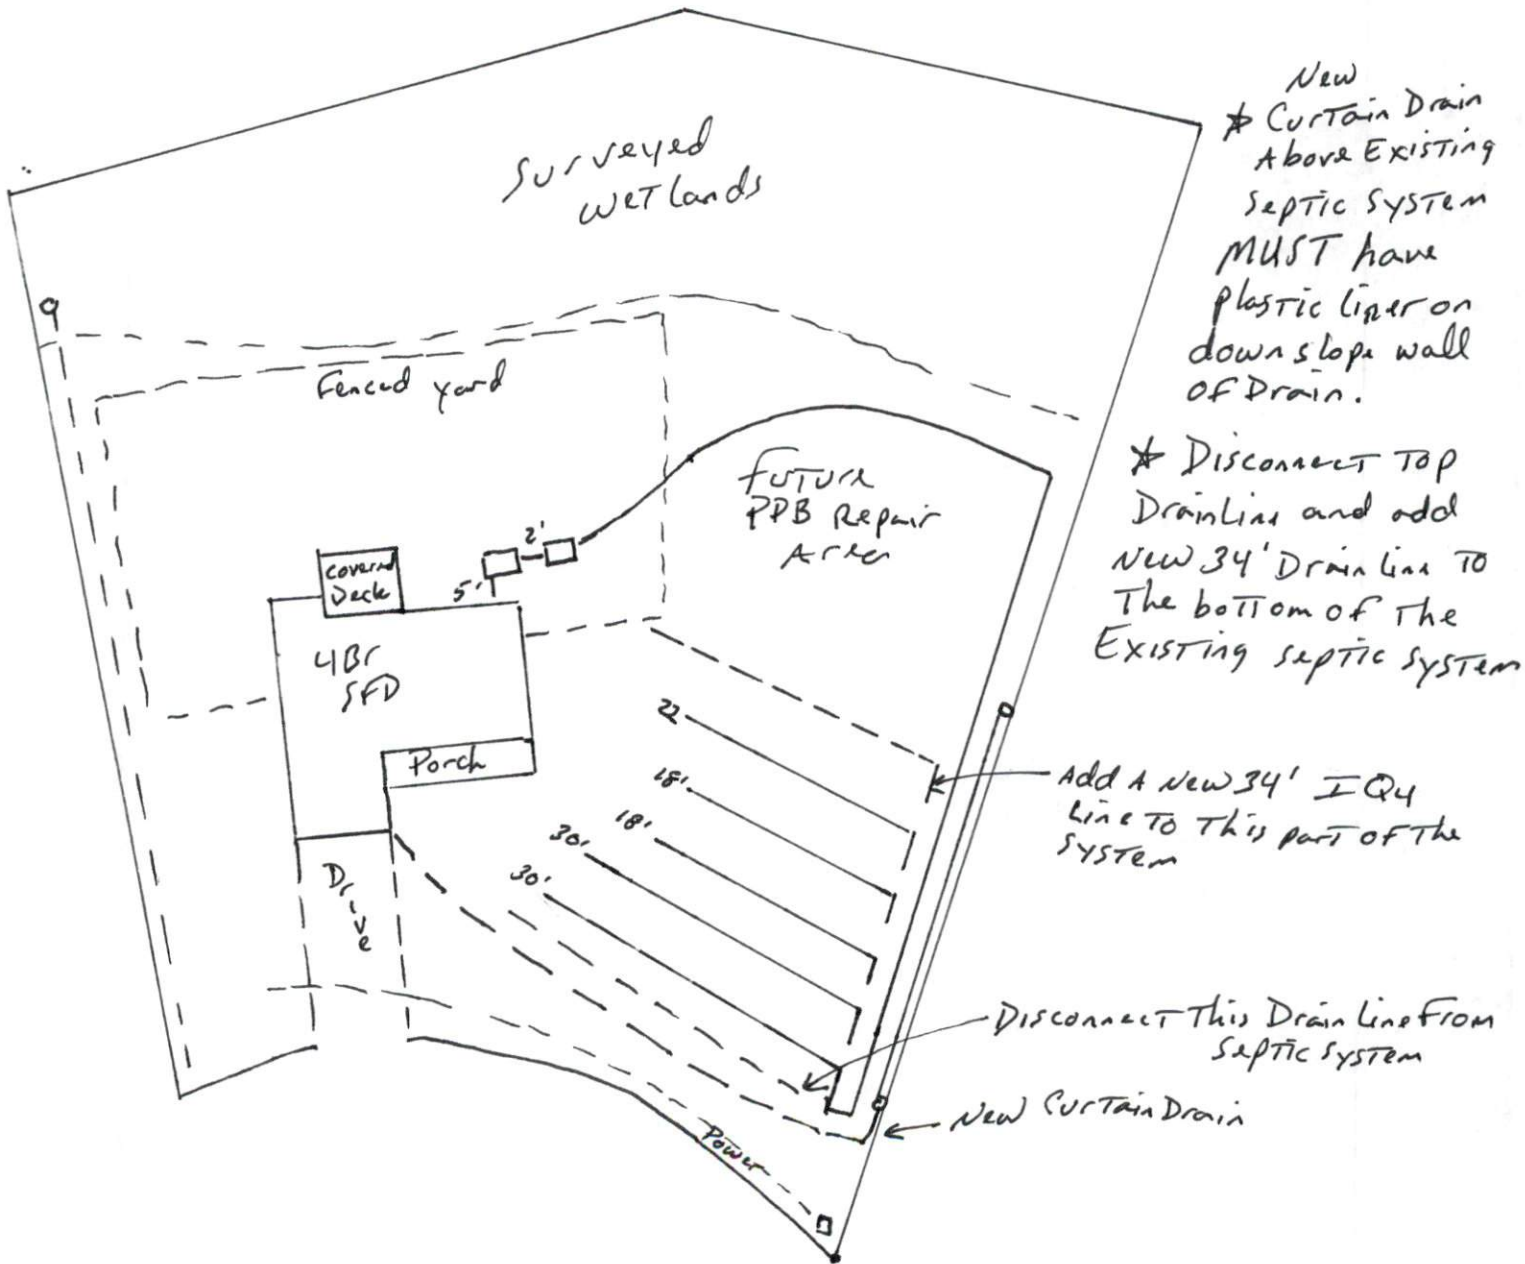 Surveyed
WETlands
New
* CurTain Drain
Above ExisTing
SepTic SysTem
MUST have
plasTic liner on
down slope wall
OF Drain.
Fenced yard
FuTure
PPB Repair
Area
* DisconnecT Top
DrainLine and add
New 34' Drain Line To
The boTTom of The
ExisTing sepTic sysTem
2'
5'
Covered
Deck
4Br
SFD
Porch
22
18'
18'
30'
30'
Add A New 34' IQ4
Line To This parT of The
SysTem
Drive
DisconnecT This Drain Line From
SepTic sysTem
New CurTain Drain
Power